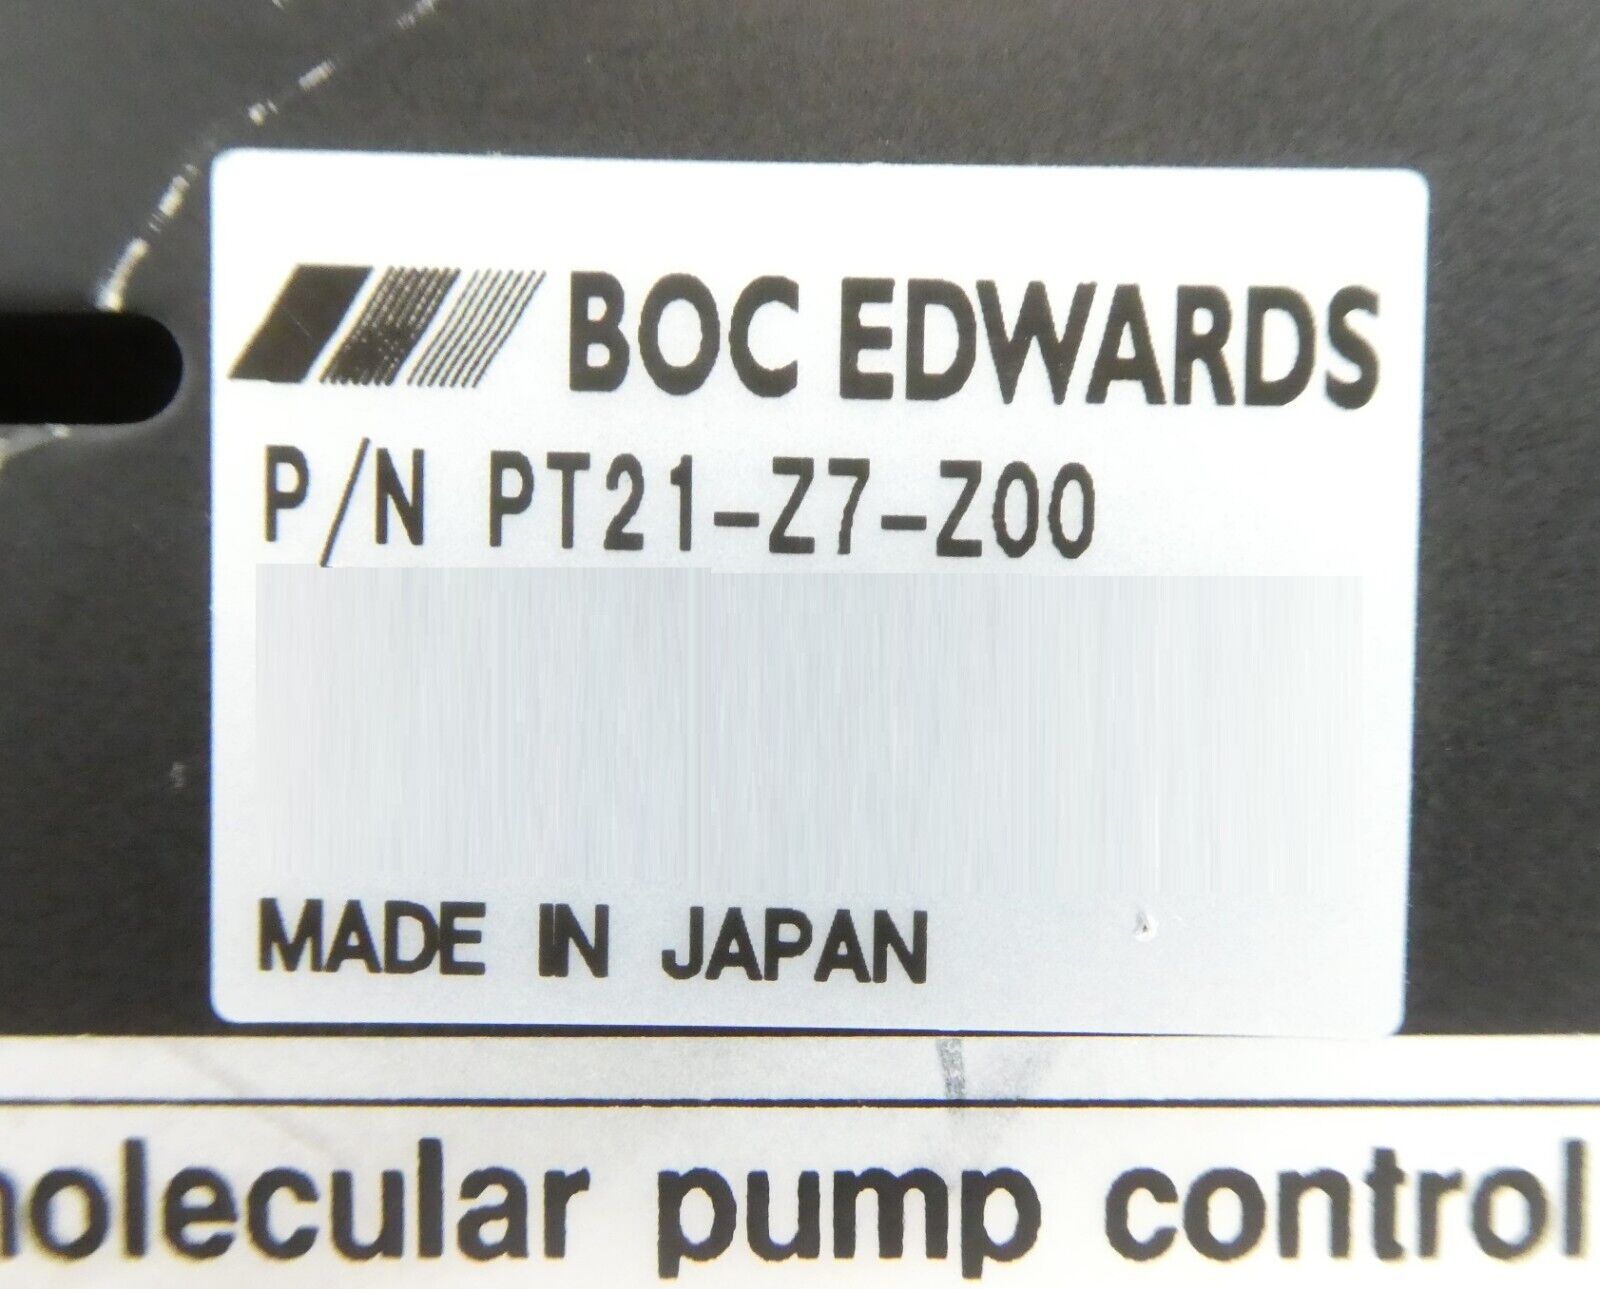 BOC EDWARDS
P/N PT21-Z7-Z00
MADE IN JAPAN
olecular pump control